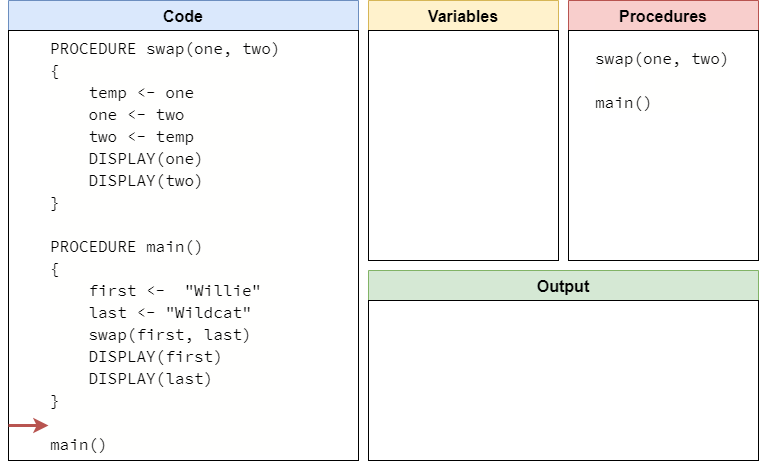 Code
PROCEDURE swap(one, two)
{
    temp <- one
    one <- two
    two <- temp
    DISPLAY(one)
    DISPLAY(two)
}
PROCEDURE main()
{
    first <-  "Willie"
    last <- "Wildcat"
    swap(first, last)
    DISPLAY(first)
    DISPLAY(last)
}
main()
Variables
Procedures
swap(one, two)
main()
Output